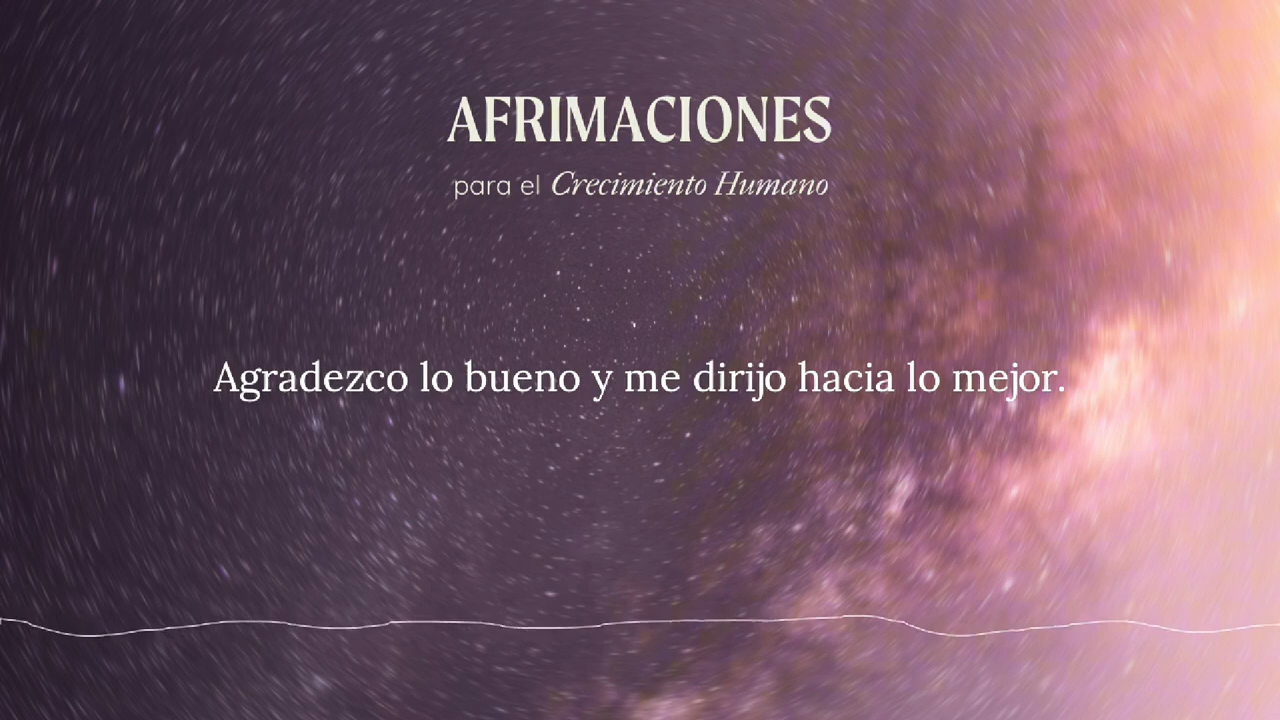 AFRIMACIONES
para el Crecimiento Humano
Agradezco lo bueno y me dirijo hacia lo mejor.